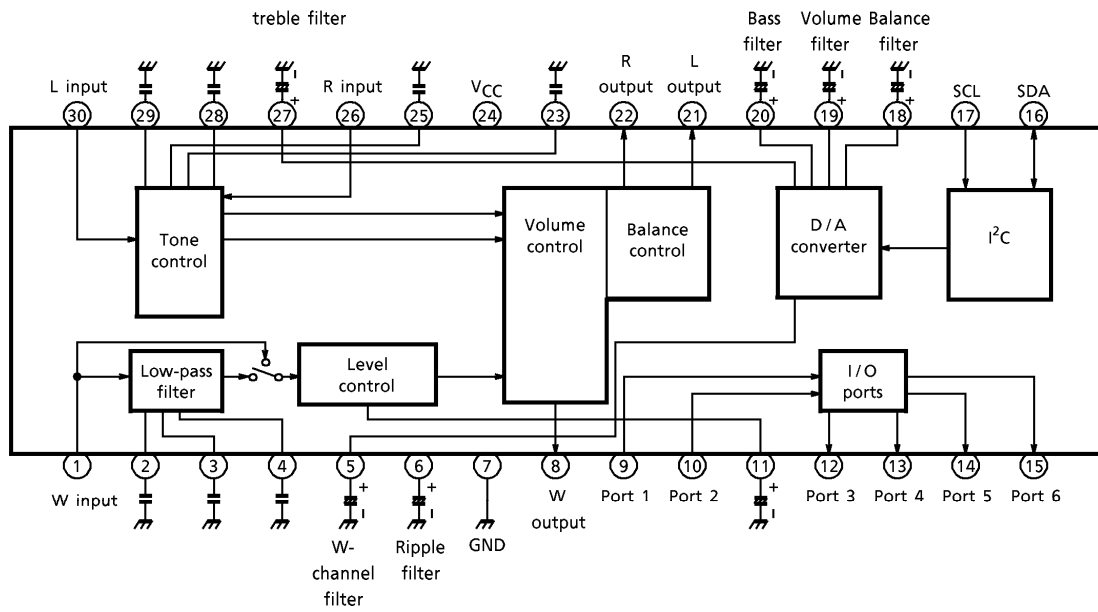 treble filter
Bass
filter
Volume
filter
Balance
filter
L input
R input
VCC
R
output
L
output
SCL
SDA
30
29
28
27
26
25
24
23
22
21
20
19
18
17
16
+
+
+
+
Tone
control
Volume
control
Balance
control
D / A
converter
I²C
Low-pass
filter
Level
control
I / O
ports
1
2
3
4
5
6
7
8
9
10
11
12
13
14
15
W input
+
+
W
output
Port 1
Port 2
+
Port 3
Port 4
Port 5
Port 6
W-
channel
filter
Ripple
filter
GND